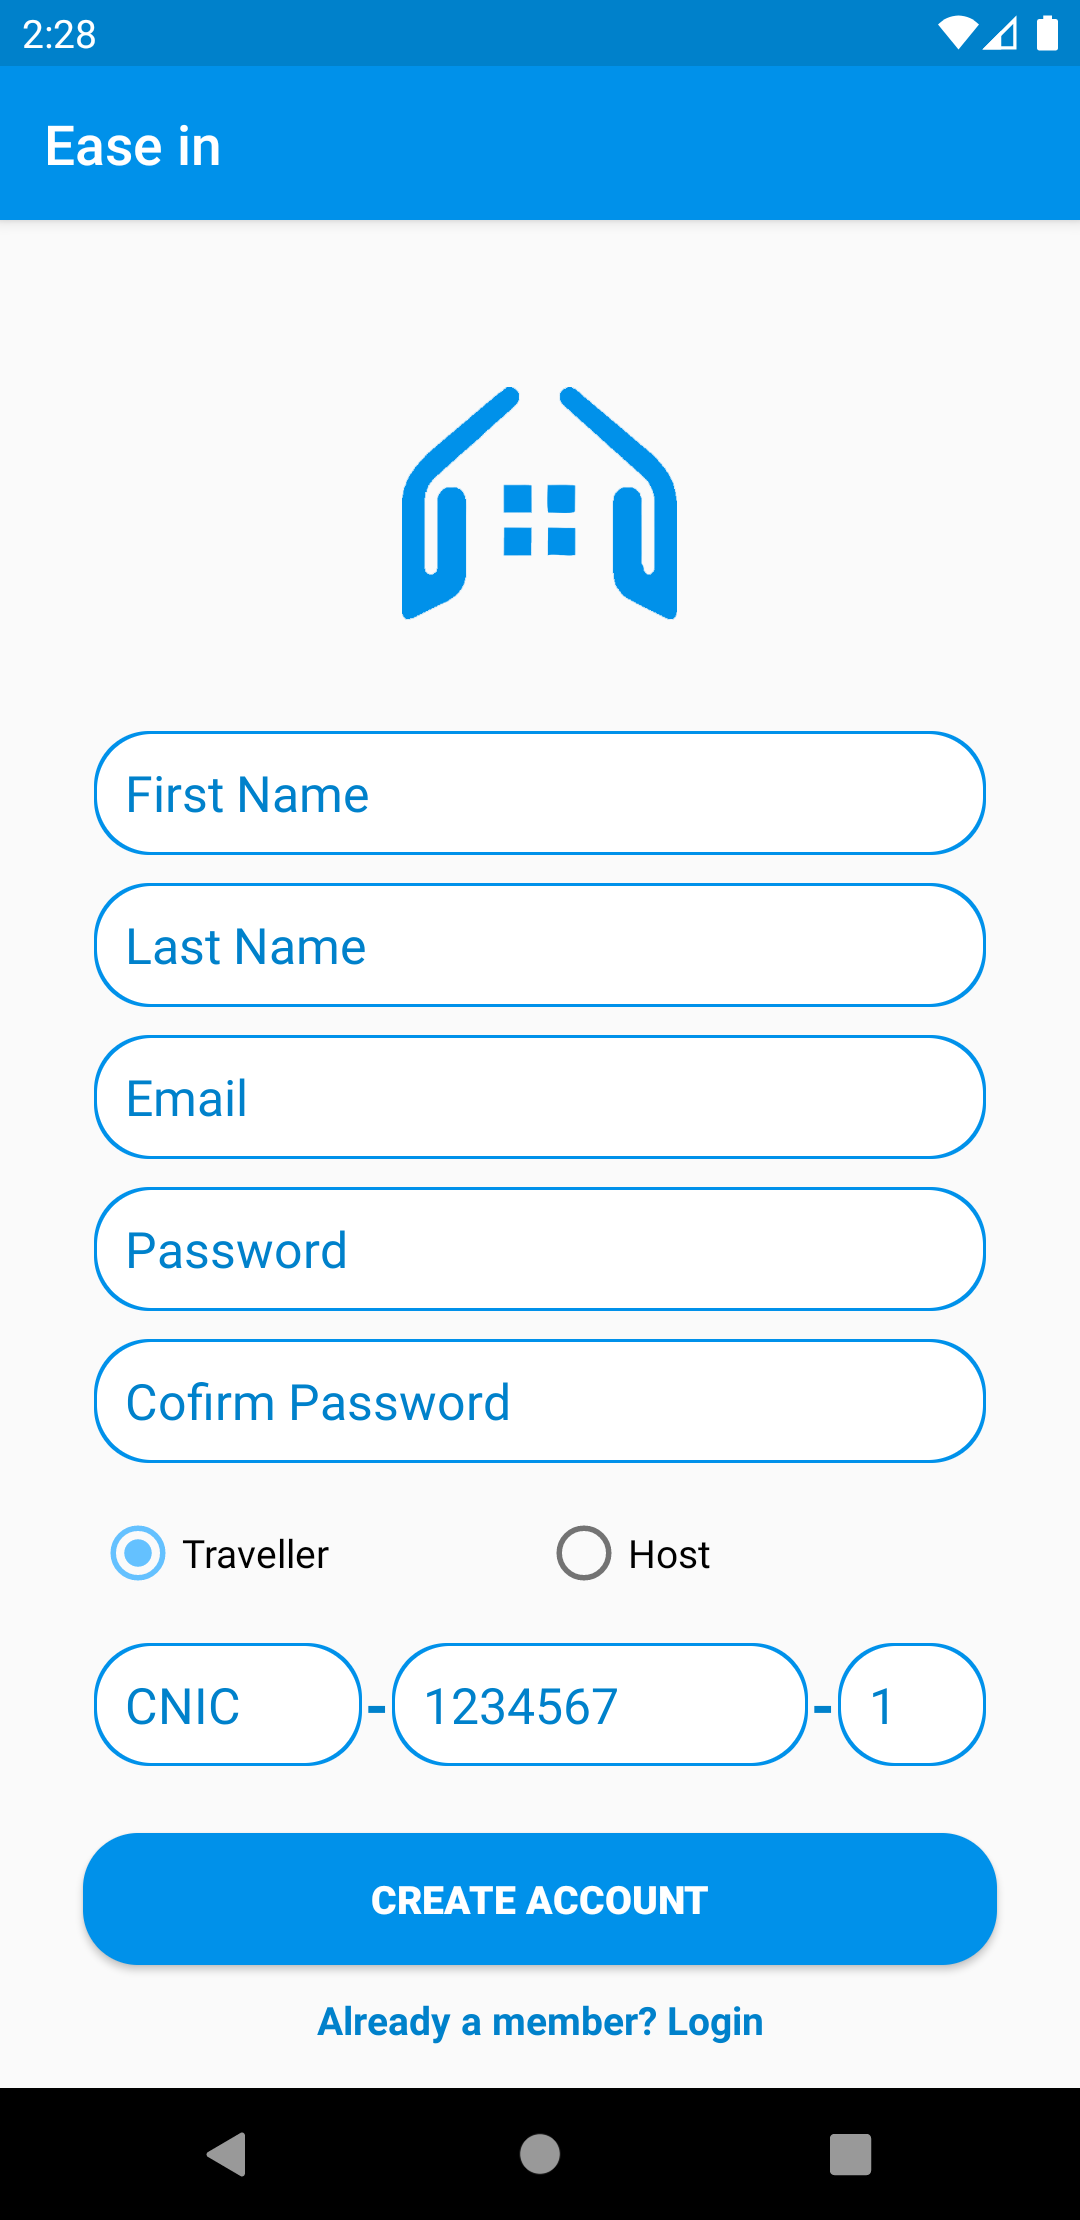 2:28
Ease in
First Name
Last Name
Email
Password
Cofirm Password
Traveller Host
CNIC - 1234567 - 1
CREATE ACCOUNT
Already a member? Login